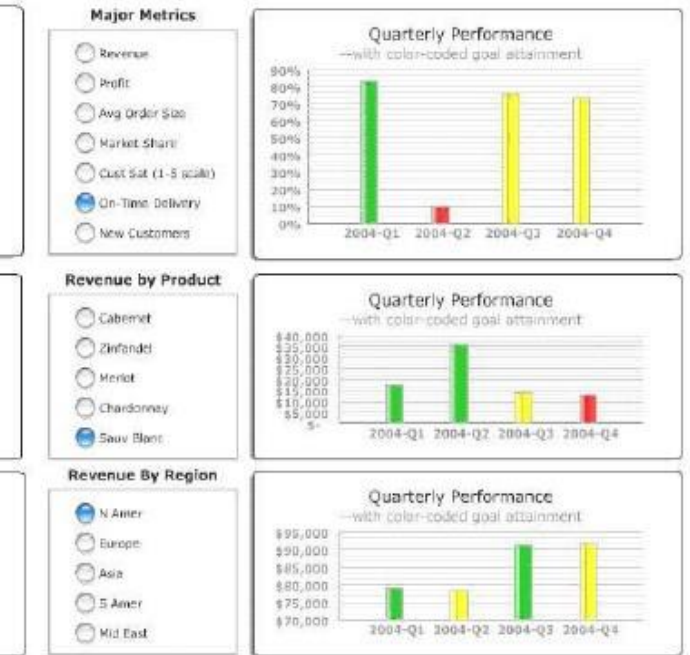 Major Metrics
Revenue
Profit
Avg Order Size
Market Share
Cust Sat (1-5 scale)
On-Time Delivery
New Customers
Quarterly Performance
--with color-coded goal attainment
90%
80%
70%
60%
50%
40%
30%
20%
10%
0%
2004-Q1 2004-Q2 2004-Q3 2004-Q4
Revenue by Product
Cabernet
Zinfandel
Merlot
Chardonnay
Sauv Blanc
Quarterly Performance
--with color-coded goal attainment
$40,000
$35,000
$30,000
$25,000
$20,000
$15,000
$10,000
$5,000
$-
2004-Q1 2004-Q2 2004-Q3 2004-Q4
Revenue By Region
N Amer
Europe
Asia
S Amer
Mid East
Quarterly Performance
--with color-coded goal attainment
$95,000
$90,000
$85,000
$80,000
$75,000
$70,000
2004-Q1 2004-Q2 2004-Q3 2004-Q4